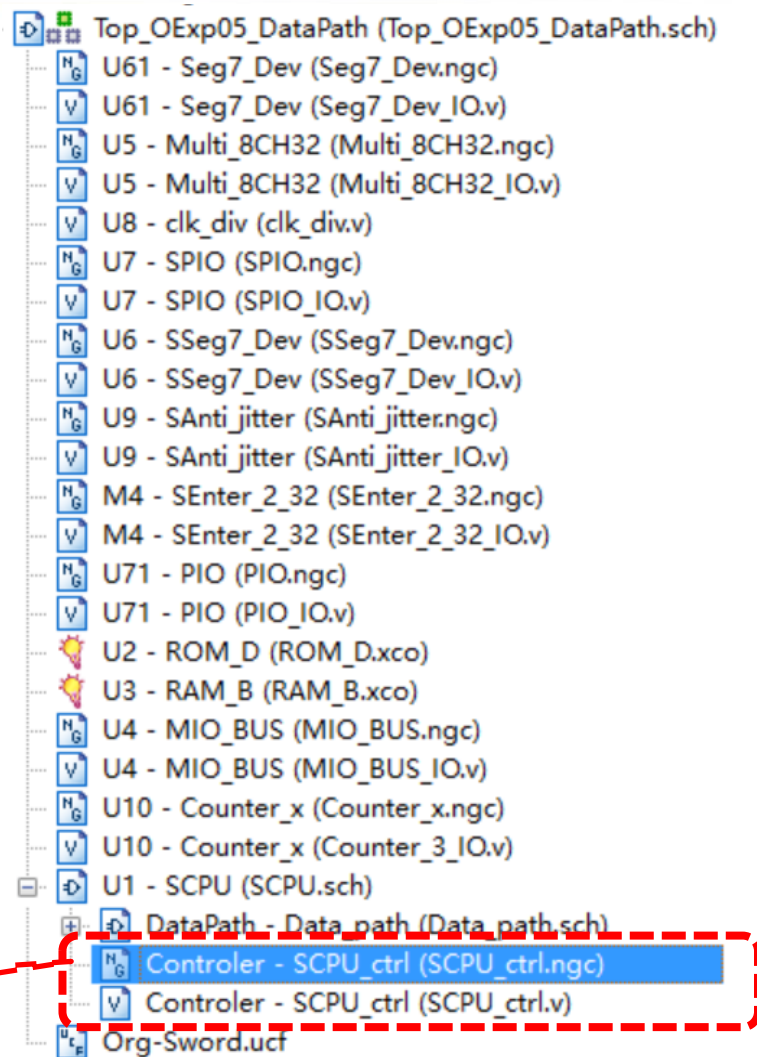 Top_OExp05_DataPath (Top_OExp05_DataPath.sch)
U61 - Seg7_Dev (Seg7_Dev.ngc)
U61 - Seg7_Dev (Seg7_Dev_IO.v)
U5 - Multi_8CH32 (Multi_8CH32.ngc)
U5 - Multi_8CH32 (Multi_8CH32_IO.v)
U8 - clk_div (clk_div.v)
U7 - SPIO (SPIO.ngc)
U7 - SPIO (SPIO_IO.v)
U6 - SSeg7_Dev (SSeg7_Dev.ngc)
U6 - SSeg7_Dev (SSeg7_Dev_IO.v)
U9 - SAnti_jitter (SAnti_jitter.ngc)
U9 - SAnti_jitter (SAnti_jitter_IO.v)
M4 - SEnter_2_32 (SEnter_2_32.ngc)
M4 - SEnter_2_32 (SEnter_2_32_IO.v)
U71 - PIO (PIO.ngc)
U71 - PIO (PIO_IO.v)
U2 - ROM_D (ROM_D.xco)
U3 - RAM_B (RAM_B.xco)
U4 - MIO_BUS (MIO_BUS.ngc)
U4 - MIO_BUS (MIO_BUS_IO.v)
U10 - Counter_x (Counter_x.ngc)
U10 - Counter_x (Counter_3_IO.v)
U1 - SCPU (SCPU.sch)
DataPath - Data_path (Data_path.sch)
Controler - SCPU_ctrl (SCPU_ctrl.ngc)
Controler - SCPU_ctrl (SCPU_ctrl.v)
Org-Sword.ucf